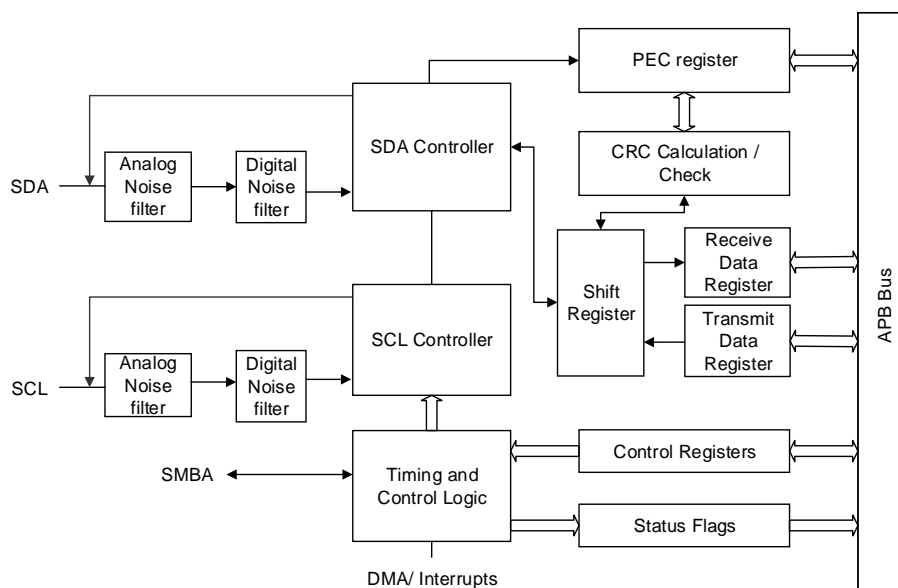 PEC register
SDA Controller
CRC Calculation /
Check
SDA
Analog
Noise
filter
Digital
Noise
filter
Shift
Register
Receive
Data
Register
Transmit
Data
Register
APB Bus
SCL Controller
SCL
Analog
Noise
filter
Digital
Noise
filter
SMBA
Timing and
Control Logic
Control Registers
Status Flags
DMA/ Interrupts